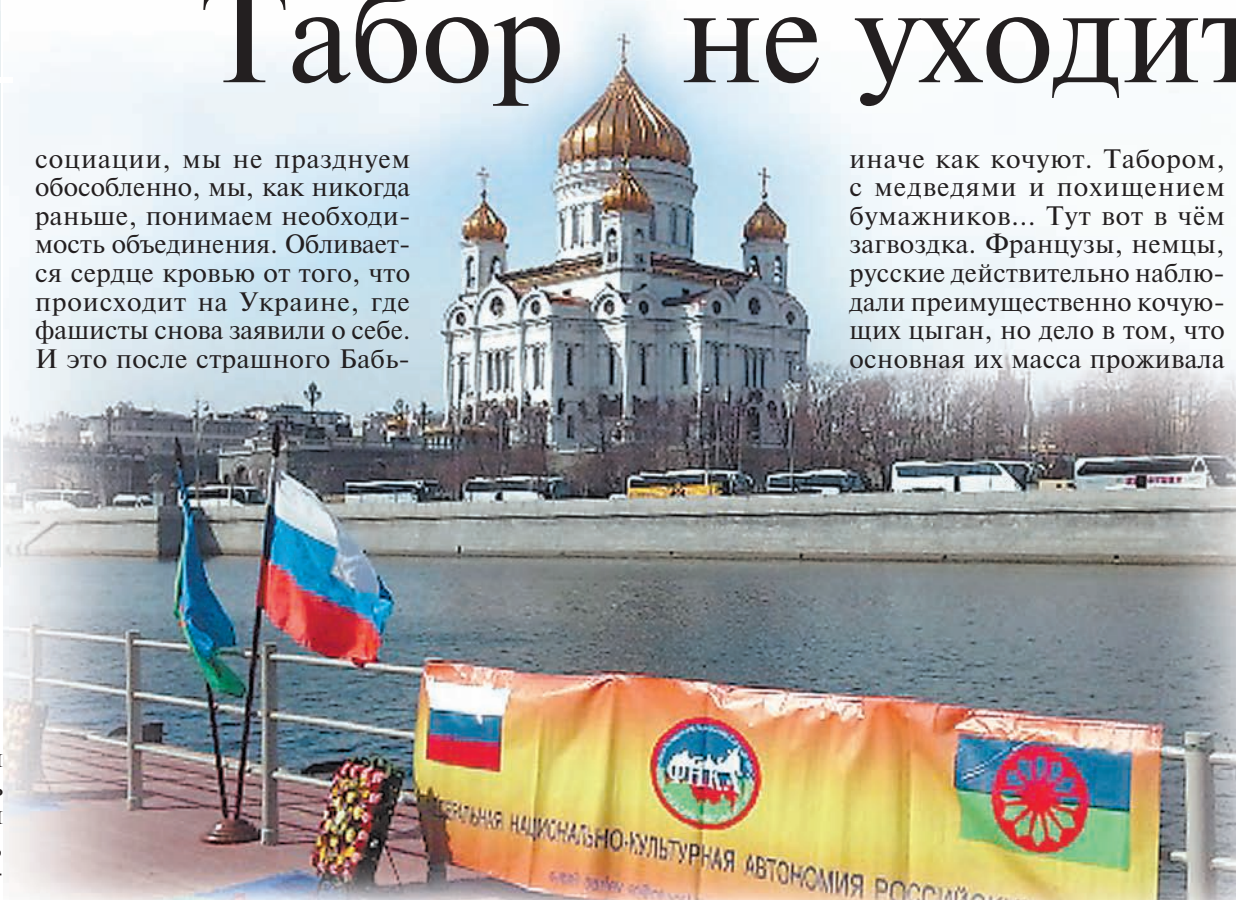 Табор не уходит
социации, мы не празднуем
обособленно, мы, как никогда
раньше, понимаем необходи-
мость объединения. Обливает-
ся сердце кровью от того, что
происходит на Украине, где
фашисты снова заявили о себе.
И это после страшного Бабь-
иначе как кочуют. Табором,
с медведями и похищением
бумажников... Тут вот в чём
загвоздка. Французы, немцы,
русские действительно наблю-
дали преимущественно кочую-
щих цыган, но дело в том, что
основная их масса проживала
ФНКА
НАЦИОНАЛЬНО-КУЛЬТУРНАЯ АВТОНОМИЯ